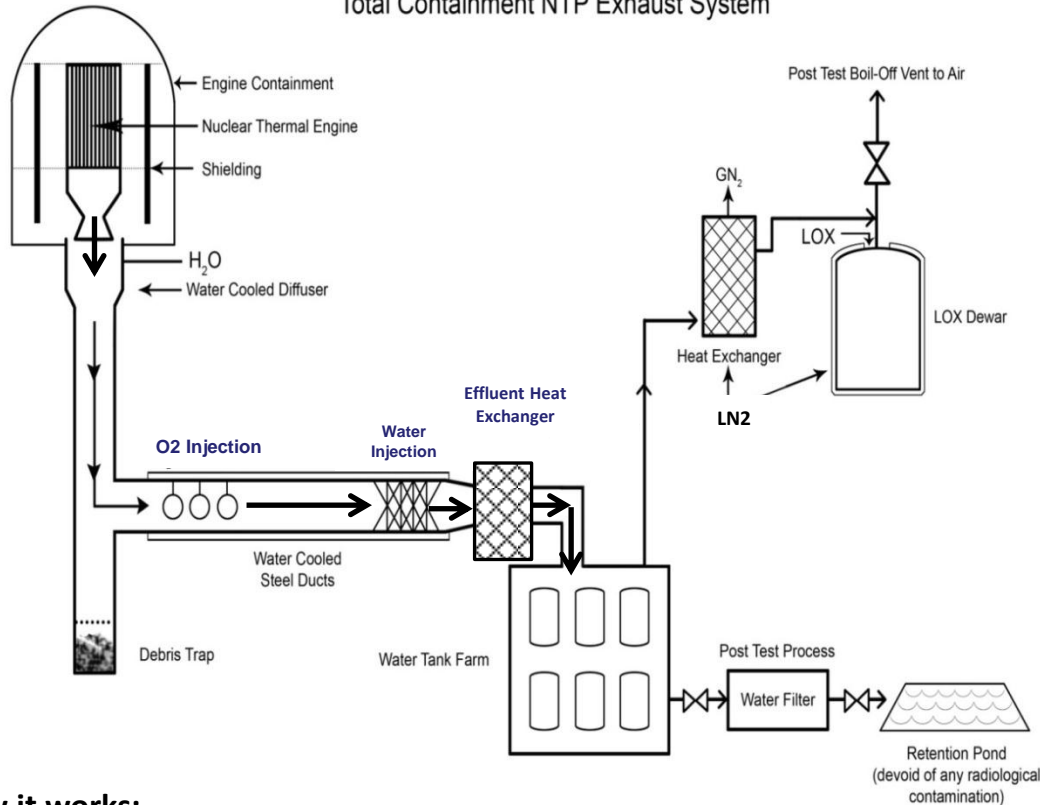 Total Containment NTP Exhaust System
Engine Containment
Nuclear Thermal Engine
Shielding
H₂O
Water Cooled Diffuser
Post Test Boil-Off Vent to Air
GN₂
LOX
LOX Dewar
Heat Exchanger
LN2
Effluent Heat
Exchanger
Water
Injection
O2 Injection
Water Cooled
Steel Ducts
Debris Trap
Water Tank Farm
Post Test Process
Water Filter
Retention Pond
(devoid of any radiological
contamination)
it works: